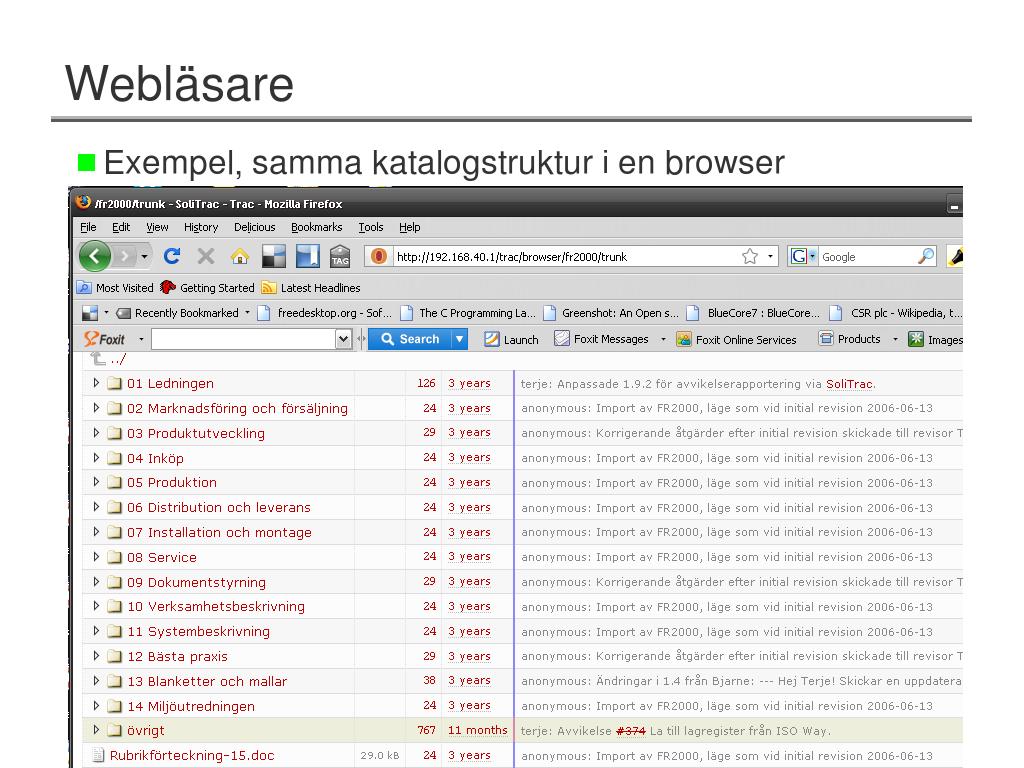 Webläsare
Exempel, samma katalogstruktur i en browser
/fr2000/trunk - SoliTrac - Trac - Mozilla Firefox
File Edit View History Delicious Bookmarks Tools Help
TAG http://192.168.40.1/trac/browser/fr2000/trunk G Google
Most Visited Getting Started Latest Headlines
Recently Bookmarked freedesktop.org - Sof... The C Programming La... Greenshot: An Open s... BlueCore7 : BlueCore... CSR plc - Wikipedia, t...
Foxit Search Launch Foxit Messages Foxit Online Services Products Images
../
01 Ledningen 126 3 years terje: Anpassade 1.9.2 för avvikelserapportering via SoliTrac.
02 Marknadsföring och försäljning 24 3 years anonymous: Import av FR2000, läge som vid initial revision 2006-06-13
03 Produktutveckling 29 3 years anonymous: Korrigerande åtgärder efter initial revision skickade till revisor T
04 Inköp 24 3 years anonymous: Import av FR2000, läge som vid initial revision 2006-06-13
05 Produktion 24 3 years anonymous: Import av FR2000, läge som vid initial revision 2006-06-13
06 Distribution och leverans 24 3 years anonymous: Import av FR2000, läge som vid initial revision 2006-06-13
07 Installation och montage 24 3 years anonymous: Import av FR2000, läge som vid initial revision 2006-06-13
08 Service 24 3 years anonymous: Import av FR2000, läge som vid initial revision 2006-06-13
09 Dokumentstyrning 29 3 years anonymous: Korrigerande åtgärder efter initial revision skickade till revisor T
10 Verksamhetsbeskrivning 24 3 years anonymous: Import av FR2000, läge som vid initial revision 2006-06-13
11 Systembeskrivning 24 3 years anonymous: Import av FR2000, läge som vid initial revision 2006-06-13
12 Bästa praxis 29 3 years anonymous: Korrigerande åtgärder efter initial revision skickade till revisor T
13 Blanketter och mallar 38 3 years anonymous: Ändringar i 1.4 från Bjarne: --- Hej Terje! Skickar en uppdatera
14 Miljöutredningen 24 3 years anonymous: Import av FR2000, läge som vid initial revision 2006-06-13
övrigt 767 11 months terje: Avvikelse #374 La till lagregister från ISO Way.
Rubrikförteckning-15.doc 29.0 kB 24 3 years anonymous: Import av FR2000, läge som vid initial revision 2006-06-13